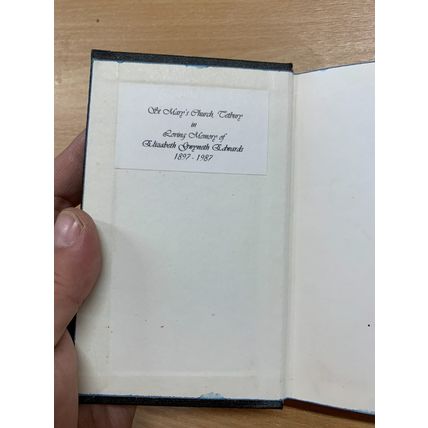 St Mary's Church, Tetbury
in
Loving Memory of
Elizabeth Gwyneth Edwards
1897 - 1987